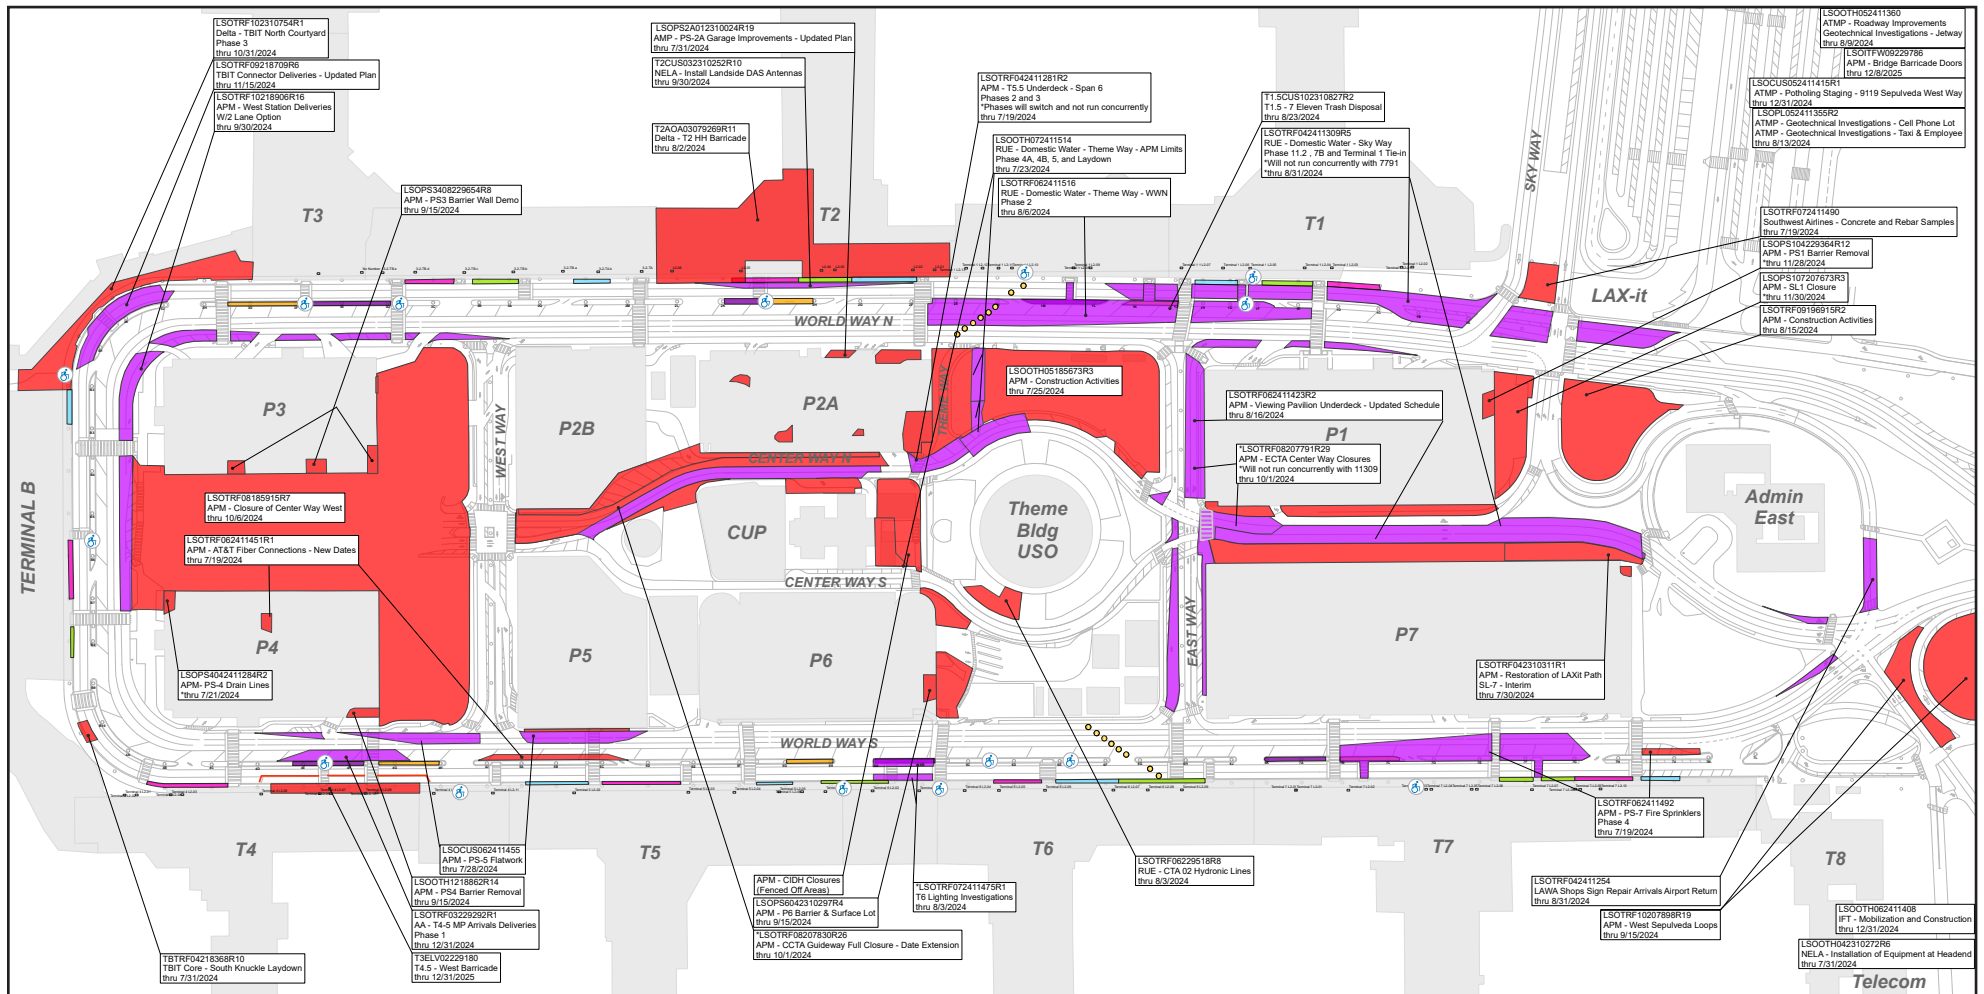 LSOTRF102310754R1
Delta - TBIT North Courtyard
Phase 3
thru 10/31/2024
LSOTRF09218709R6
TBIT Connector Deliveries - Updated Plan
thru 11/15/2024
LSOTRF10218906R16
APM - West Station Deliveries
W/2 Lane Option
thru 9/30/2024
LSOPS3408229654R8
APM - PS3 Barrier Wall Demo
thru 9/15/2024
LSOPS2A012310024R19
AMP - PS-2A Garage Improvements - Updated Plan
thru 7/31/2024
T2CUS032310252R10
NELA - Install Landside DAS Antennas
thru 9/30/2024
T2AOA03079269R11
Delta - T2 HH Barricade
thru 8/2/2024
LSOTRF042411281R2
APM - T5.5 Underdeck - Span 6
Phases 2 and 3
*Phases will switch and not run concurrently
thru 7/19/2024
LSOOTH072411514
RUE - Domestic Water - Theme Way - APM Limits
Phase 4A, 4B, 5, and Laydown
thru 7/23/2024
LSOTRF062411516
RUE - Domestic Water - Theme Way - WWN
Phase 2
thru 8/6/2024
T1.5CUS102310827R2
T1.5 - 7 Eleven Trash Disposal
thru 8/23/2024
LSOTRF042411309R5
RUE - Domestic Water - Sky Way
Phase 11.2 , 7B and Terminal 1 Tie-in
*Will not run concurrently with 7791
*thru 8/31/2024
LSOOTH052411360
ATMP - Roadway Improvements
Geotechnical Investigations - Jetway
thru 8/9/2024
LSOITFW09229786
APM - Bridge Barricade Doors
thru 12/8/2025
LSOCUS052411415R1
ATMP - Potholing Staging - 9119 Sepulveda West Way
thru 12/31/2024
LSOPL052411355R2
ATMP - Geotechnical Investigations - Cell Phone Lot
ATMP - Geotechnical Investigations - Taxi & Employee
thru 8/13/2024
LSOTRF072411490
Southwest Airlines - Concrete and Rebar Samples
thru 7/19/2024
LSOPS104229364R12
APM - PS1 Barrier Removal
*thru 11/28/2024
LSOPS107207673R3
APM - SL1 Closure
*thru 11/30/2024
LSOTRF09196915R2
APM - Construction Activities
thru 8/15/2024
SKY WAY
T3
T2
T1
LAX-it
WORLD WAY N
LSOOTH05185673R3
APM - Construction Activities
thru 7/25/2024
LSOTRF062411423R2
APM - Viewing Pavilion Underdeck - Updated Schedule
thru 8/16/2024
P3
P2B
P2A
P1
THEME WAY
WEST WAY
CENTER WAY N
*LSOTRF08207791R29
APM - ECTA Center Way Closures
*Will not run concurrently with 11309
thru 10/1/2024
TERMINAL B
LSOTRF08185915R7
APM - Closure of Center Way West
thru 10/6/2024
LSOTRF062411451R1
APM - AT&T Fiber Connections - New Dates
thru 7/19/2024
CUP
Theme
Bldg
USO
Admin
East
CENTER WAY S
EAST WAY
P4
P5
P6
P7
LSOPS4042411284R2
APM- PS-4 Drain Lines
*thru 7/21/2024
LSOTRF042310311R1
APM - Restoration of LAXit Path
SL-7 - Interim
thru 7/30/2024
WORLD WAY S
T4
T5
T6
T7
T8
LSOTRF062411492
APM - PS-7 Fire Sprinklers
Phase 4
thru 7/19/2024
LSOCUS062411455
APM - PS-5 Flatwork
thru 7/28/2024
LSOOTH1218862R14
APM - PS4 Barrier Removal
thru 9/15/2024
LSOTRF03229292R1
AA - T4-5 MP Arrivals Deliveries
Phase 1
thru 12/31/2024
T3ELV02229180
T4.5 - West Barricade
thru 12/31/2025
TBTRF04218368R10
TBIT Core - South Knuckle Laydown
thru 7/31/2024
APM - CIDH Closures
(Fenced Off Areas)
LSOPS6042310297R4
APM - P6 Barrier & Surface Lot
thru 9/15/2024
*LSOTRF08207830R26
APM - CCTA Guideway Full Closure - Date Extension
thru 10/1/2024
*LSOTRF072411475R1
T6 Lighting Investigations
thru 8/3/2024
LSOTRF06229518R8
RUE - CTA 02 Hydronic Lines
thru 8/3/2024
LSOTRF042411254
LAWA Shops Sign Repair Arrivals Airport Return
thru 8/31/2024
LSOTRF10207898R19
APM - West Sepulveda Loops
thru 9/15/2024
LSOOTH062411408
IFT - Mobilization and Construction
thru 12/31/2024
LSOOTH042310272R6
NELA - Installation of Equipment at Headend
thru 7/31/2024
Telecom